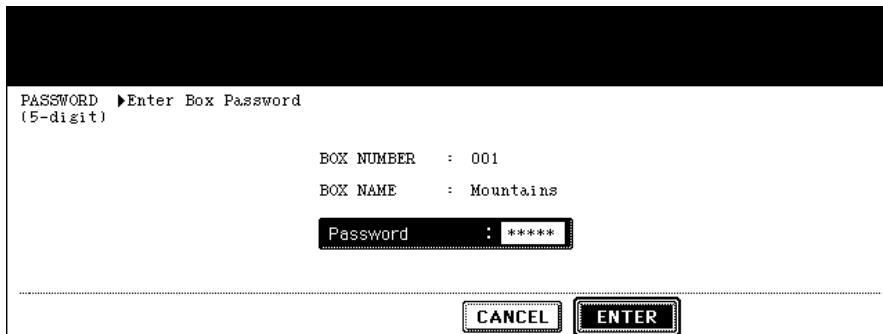 PASSWORD ▶Enter Box Password
(5-digit)
BOX NUMBER : 001
BOX NAME : Mountains
Password : *****
CANCEL ENTER